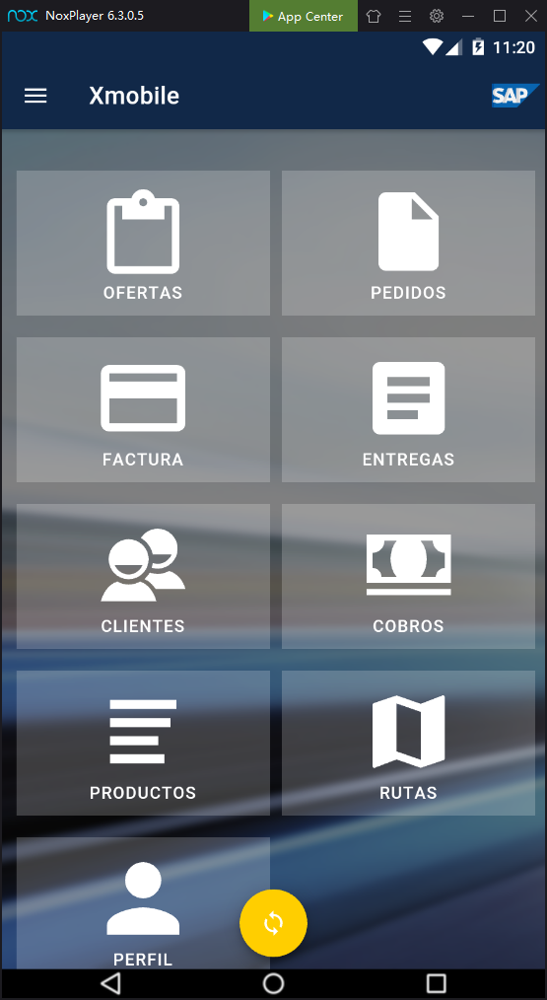 nox NoxPlayer 6.3.0.5 App Center
11:20
Xmobile SAP
OFERTAS PEDIDOS
FACTURA ENTREGAS
CLIENTES COBROS
PRODUCTOS RUTAS
PERFIL